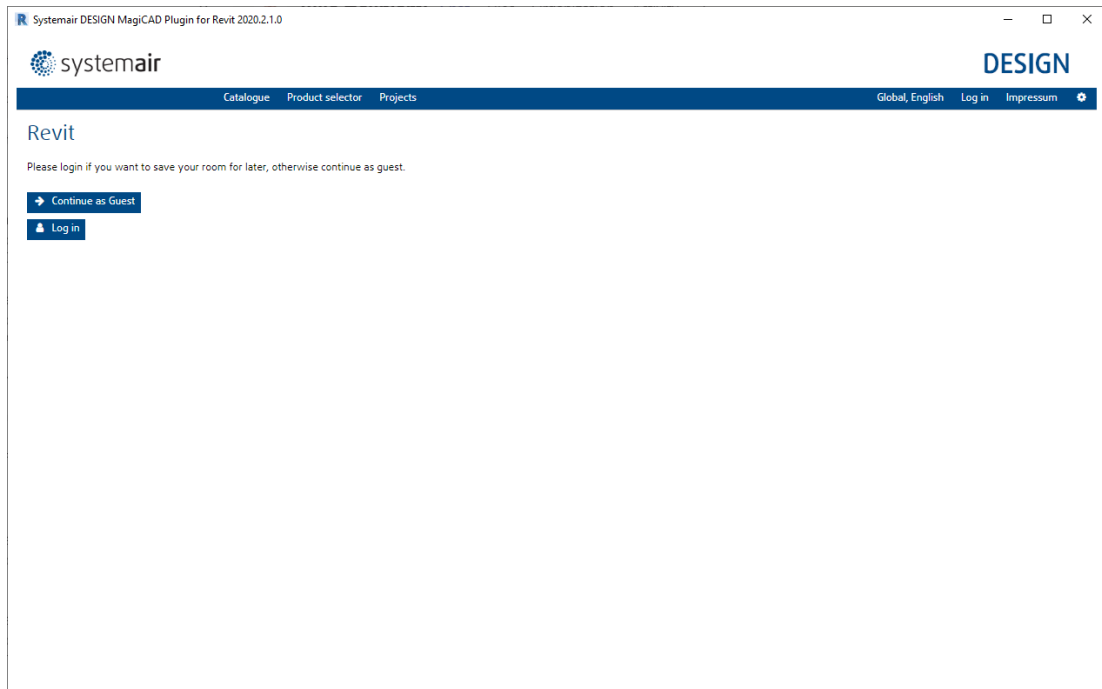 Systemair DESIGN MagiCAD Plugin for Revit 2020.2.1.0
systemair DESIGN
Catalogue Product selector Projects Global, English Log in Impressum
Revit
Please login if you want to save your room for later, otherwise continue as guest.
Continue as Guest
Log in